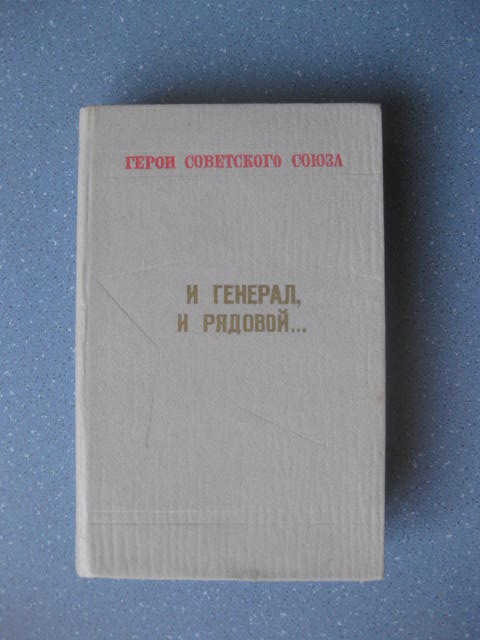 ГЕРОИ СОВЕТСКОГО СОЮЗА
И ГЕНЕРАЛ,
И РЯДОВОЙ...